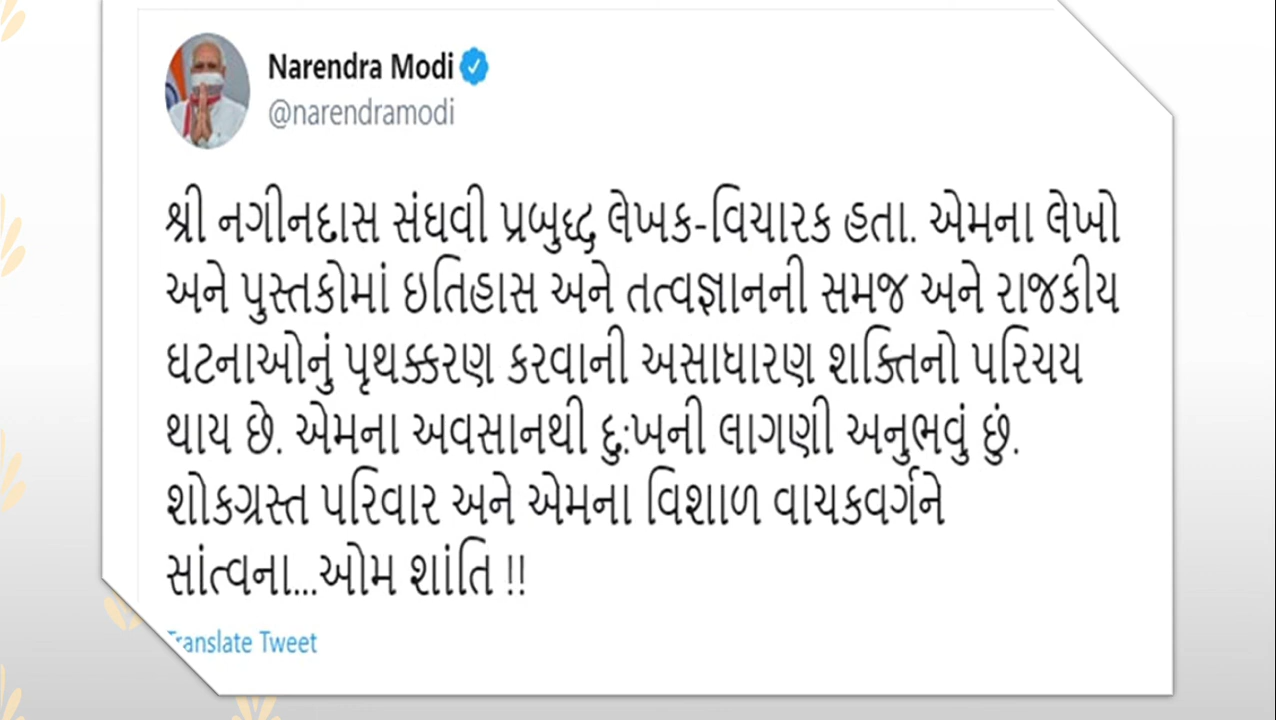 Narendra Modi
@narendramodi
શ્રી નગીનદાસ સંઘવી પ્રબુદ્ધ લેખક-વિચારક હતા. એમના લેખો
અને પુસ્તકોમાં ઇતિહાસ અને તત્વજ્ઞાનની સમજ અને રાજકીય
ઘટનાઓનું પૃથક્કરણ કરવાની અસાધારણ શક્તિનો પરિચય
થાય છે. એમના અવસાનથી દુ:ખની લાગણી અનુભવું છું.
શોકગ્રસ્ત પરિવાર અને એમના વિશાળ વાચકવર્ગને
સાંત્વના...ઓમ શાંતિ !!
Translate Tweet